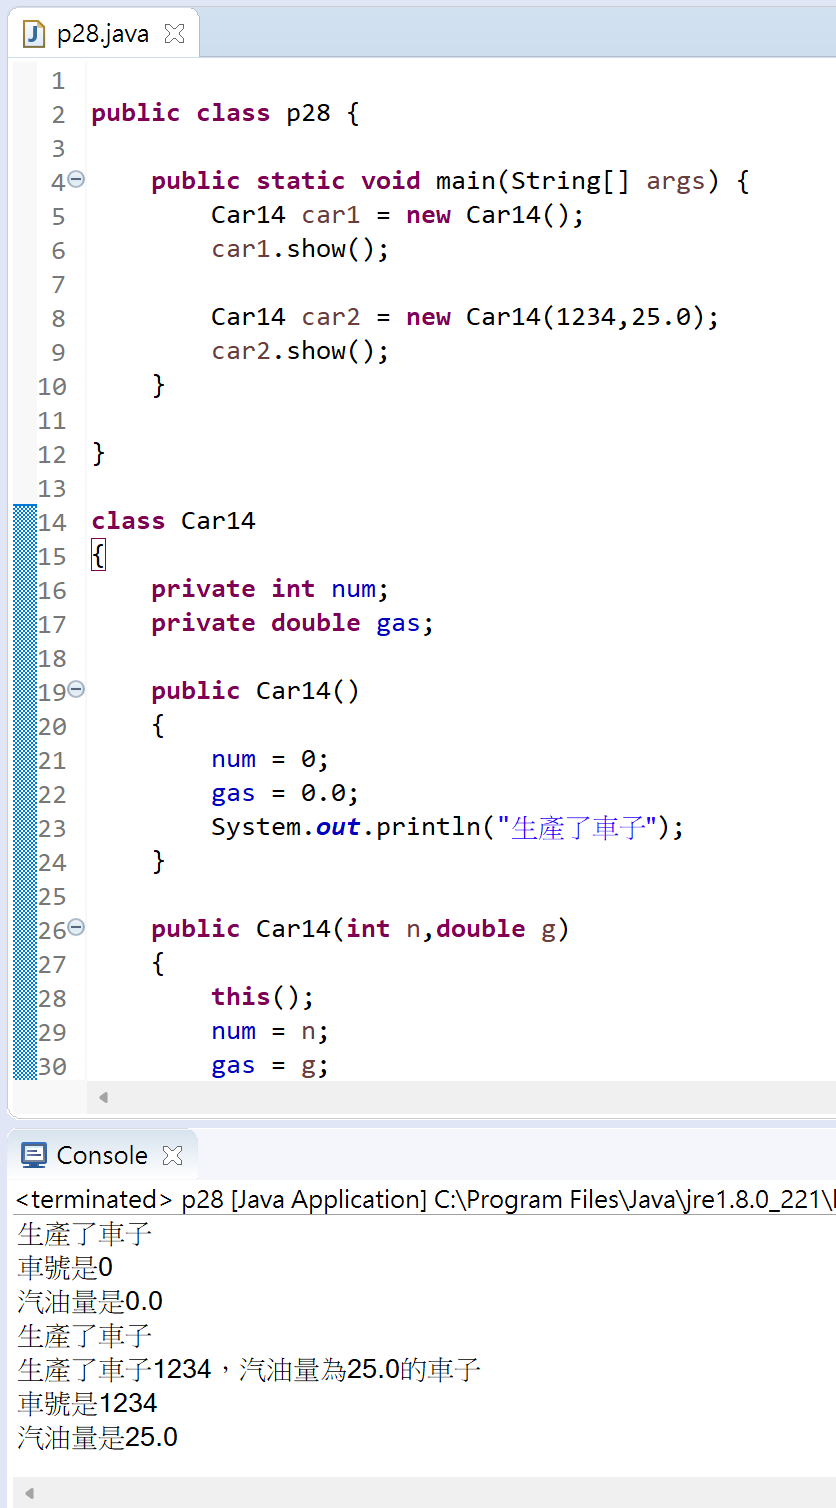 p28.java
1
2 public class p28 {
3
4 public static void main(String[] args) {
5 Car14 car1 = new Car14();
6 car1.show();
7
8 Car14 car2 = new Car14(1234,25.0);
9 car2.show();
10 }
11
12 }
13
14 class Car14
15 {
16 private int num;
17 private double gas;
18
19 public Car14()
20 {
21 num = 0;
22 gas = 0.0;
23 System.out.println("生產了車子");
24 }
25
26 public Car14(int n,double g)
27 {
28 this();
29 num = n;
30 gas = g;
Console
<terminated> p28 [Java Application] C:\Program Files\Java\jre1.8.0_221\
生產了車子
車號是0
汽油量是0.0
生產了車子
生產了車子1234，汽油量為25.0的車子
車號是1234
汽油量是25.0